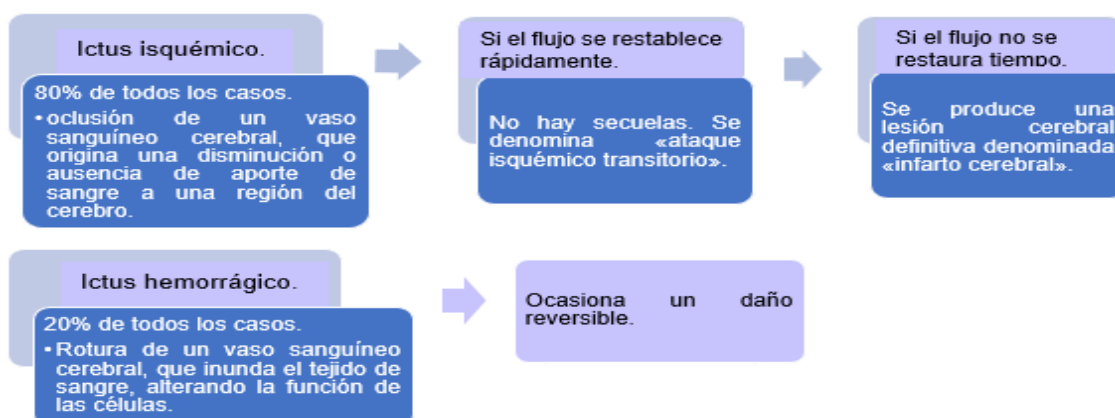 Ictus isquémico.
80% de todos los casos.
•oclusión de un vaso
sanguíneo cerebral, que
origina una disminución o
ausencia de aporte de
sangre a una región del
cerebro.
Si el flujo se restablece
rápidamente.
No hay secuelas. Se
denomina «ataque
isquémico transitorio».
Si el flujo no se
restaura tiempo.
Se produce una
lesión cerebral
definitiva denominada
«infarto cerebral».
Ictus hemorrágico.
20% de todos los casos.
•Rotura de un vaso sanguíneo
cerebral, que inunda el tejido de
sangre, alterando la función de
las células.
Ocasiona un daño
reversible.